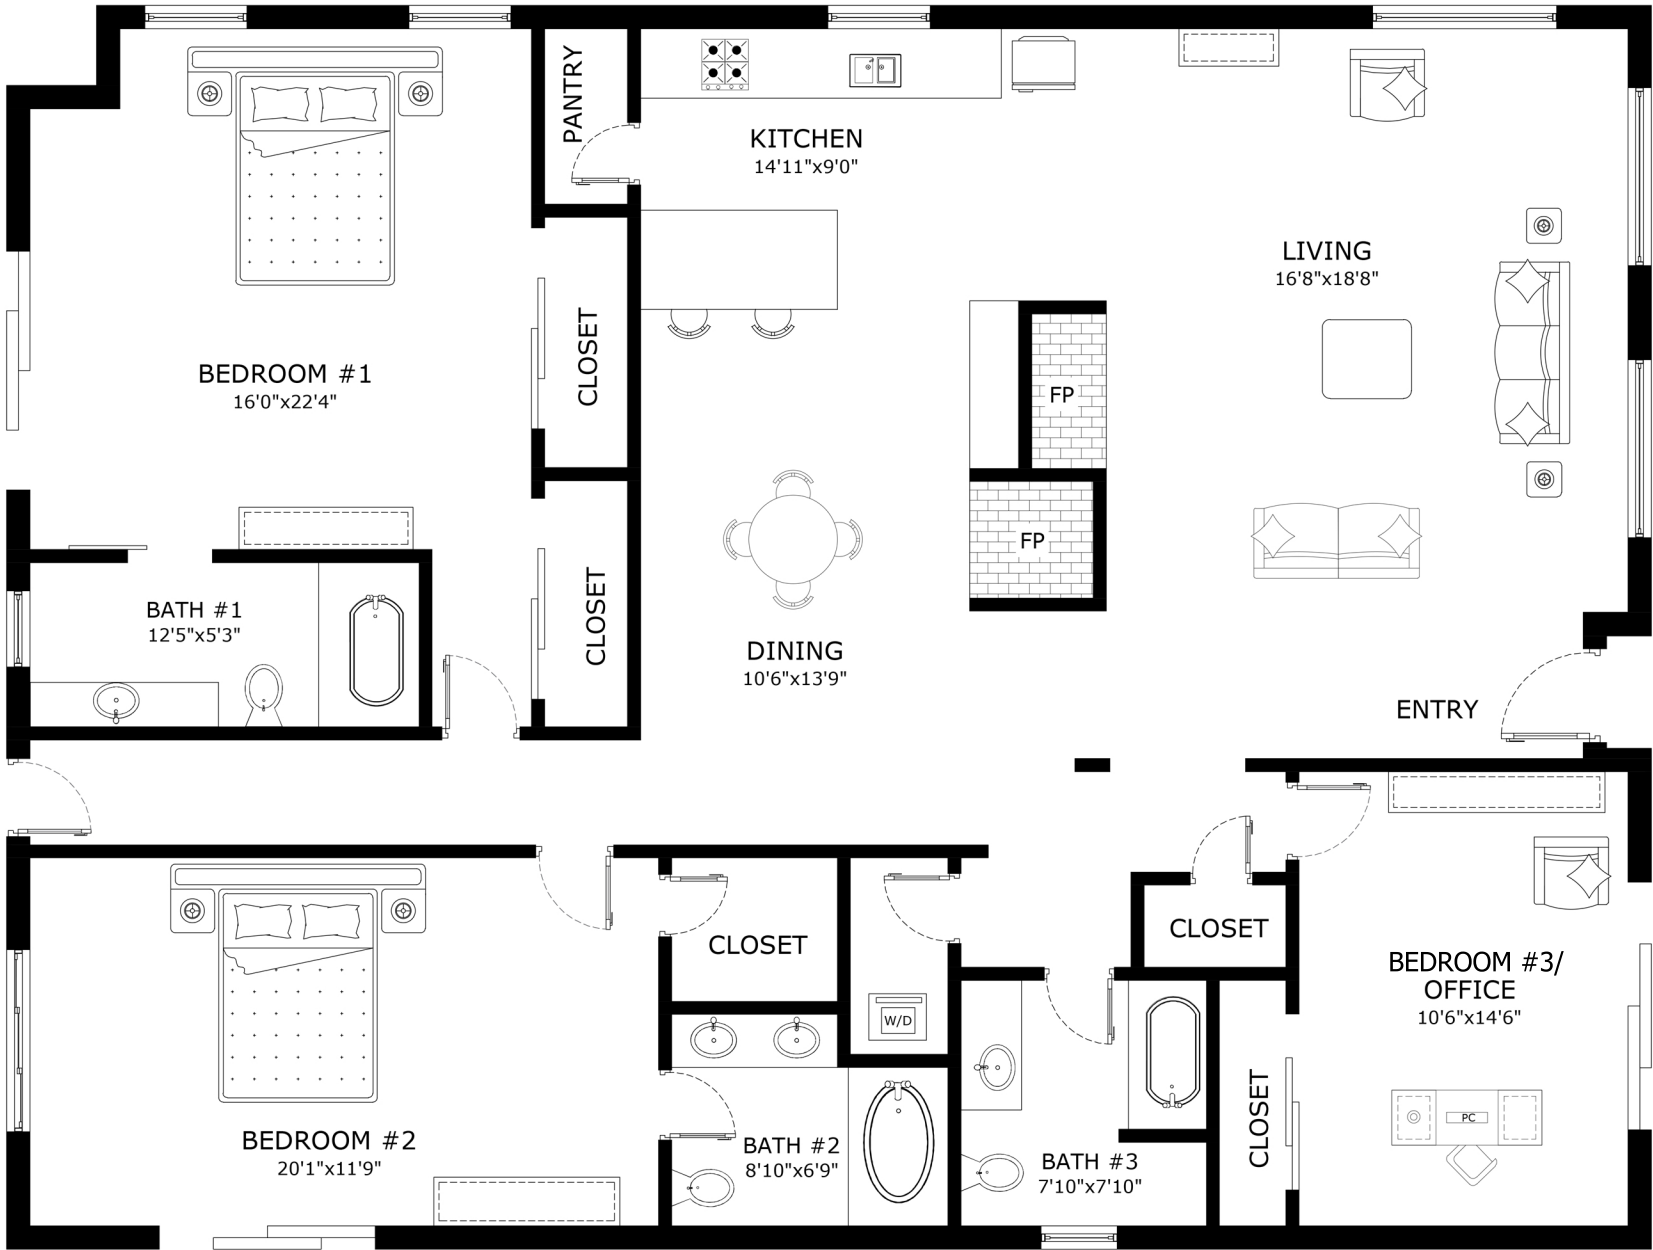 PANTRY
KITCHEN
14'11"x9'0"
LIVING
16'8"x18'8"
BEDROOM #1
16'0"x22'4"
CLOSET
FP
FP
BATH #1
12'5"x5'3"
CLOSET
DINING
10'6"x13'9"
ENTRY
CLOSET
CLOSET
BEDROOM #3/
OFFICE
10'6"x14'6"
W/D
BEDROOM #2
20'1"x11'9"
BATH #2
8'10"x6'9"
BATH #3
7'10"x7'10"
CLOSET
PC